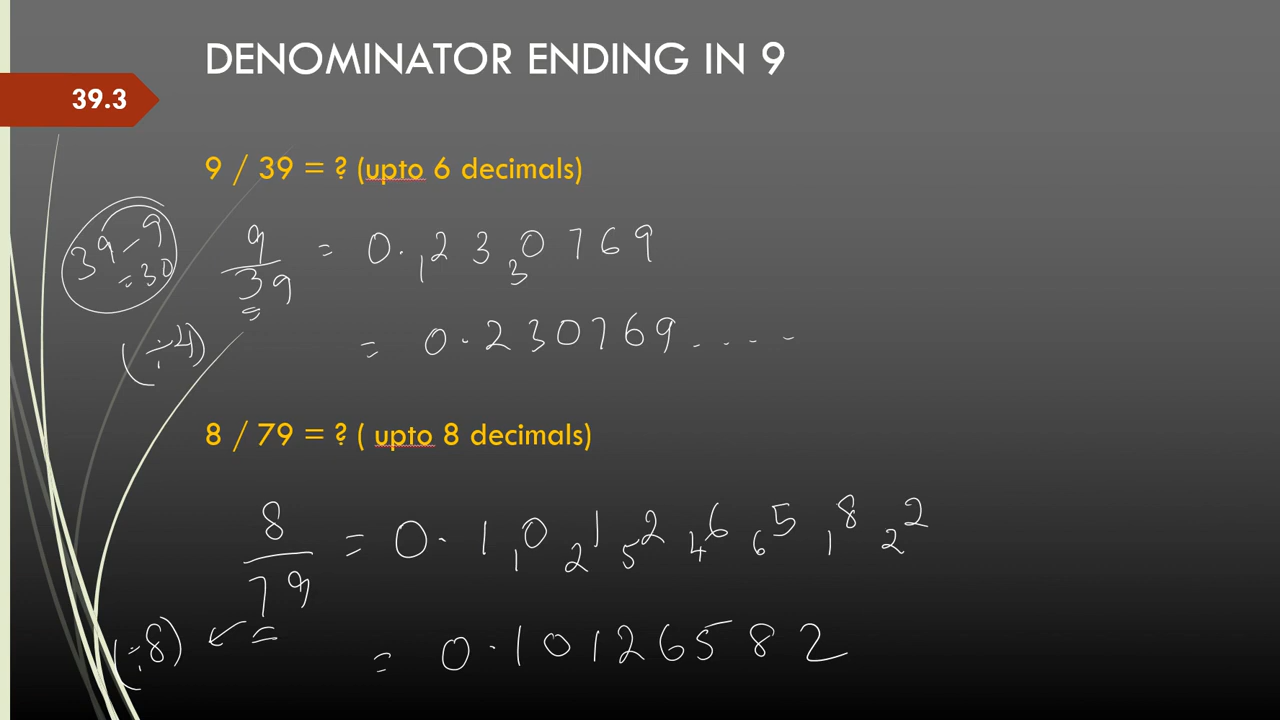 DENOMINATOR ENDING IN 9
39.3
9 / 39 = ? (upto 6 decimals)
39 - 9
= 30
9/39 = 0.₁2 3 ₃0 7 6 9
(÷4)
= 0.230769.....
8 / 79 = ? ( upto 8 decimals)
8/79 = 0.1 ₁0 ₂1 ₅2 ₄6 ₆5 ₁8 ₂2
(÷8) ← =
= 0.10126582